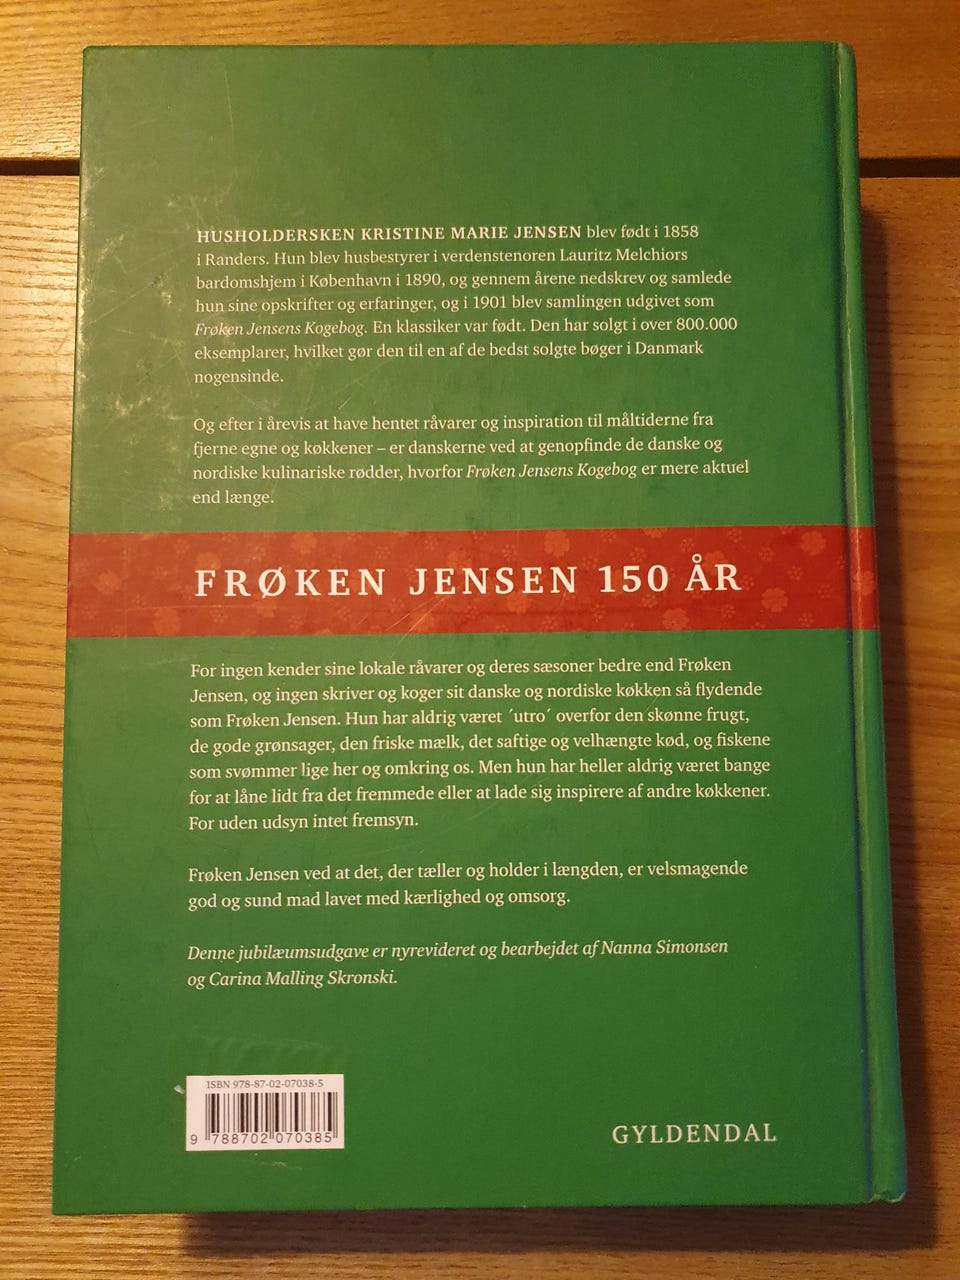 HUSHOLDERSKEN KRISTINE MARIE JENSEN blev født i 1858
i Randers. Hun blev husbestyrer i verdenstenoren Lauritz Melchiors
bardomshjem i København i 1890, og gennem årene nedskrev og samlede
hun sine opskrifter og erfaringer, og i 1901 blev samlingen udgivet som
Frøken Jensens Kogebog. En klassiker var født. Den har solgt i over 800.000
eksemplarer, hvilket gør den til en af de bedst solgte bøger i Danmark
nogensinde.
Og efter i årevis at have hentet råvarer og inspiration til måltiderne fra
fjerne egne og køkkener – er danskerne ved at genopfinde de danske og
nordiske kulinariske rødder, hvorfor Frøken Jensens Kogebog er mere aktuel
end længe.
FRØKEN JENSEN 150 ÅR
For ingen kender sine lokale råvarer og deres sæsoner bedre end Frøken
Jensen, og ingen skriver og koger sit danske og nordiske køkken så flydende
som Frøken Jensen. Hun har aldrig været ´utro´ overfor den skønne frugt,
de gode grønsager, den friske mælk, det saftige og velhængte kød, og fiskene
som svømmer lige her og omkring os. Men hun har heller aldrig været bange
for at låne lidt fra det fremmede eller at lade sig inspirere af andre køkkener.
For uden udsyn intet fremsyn.
Frøken Jensen ved at det, der tæller og holder i længden, er velsmagende
god og sund mad lavet med kærlighed og omsorg.
Denne jubilæumsudgave er nyrevideret og bearbejdet af Nanna Simonsen
og Carina Malling Skronski.
ISBN 978-87-02-07038-5
9 788702 070385
GYLDENDAL